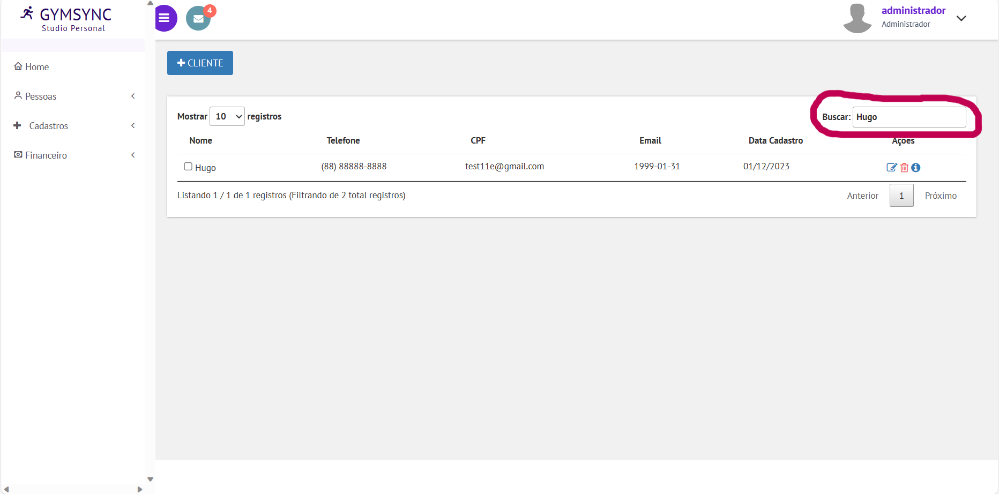 GYMSYNC
Studio Personal
4
administrador
Administrador
Home
Pessoas
Cadastros
Financeiro
CLIENTE
Mostrar 10 registros
Buscar: Hugo
Nome Telefone CPF Email Data Cadastro Ações
Hugo (88) 88888-8888 test11e@gmail.com 1999-01-31 01/12/2023
Listando 1 / 1 de 1 registros (Filtrando de 2 total registros)
Anterior 1 Próximo